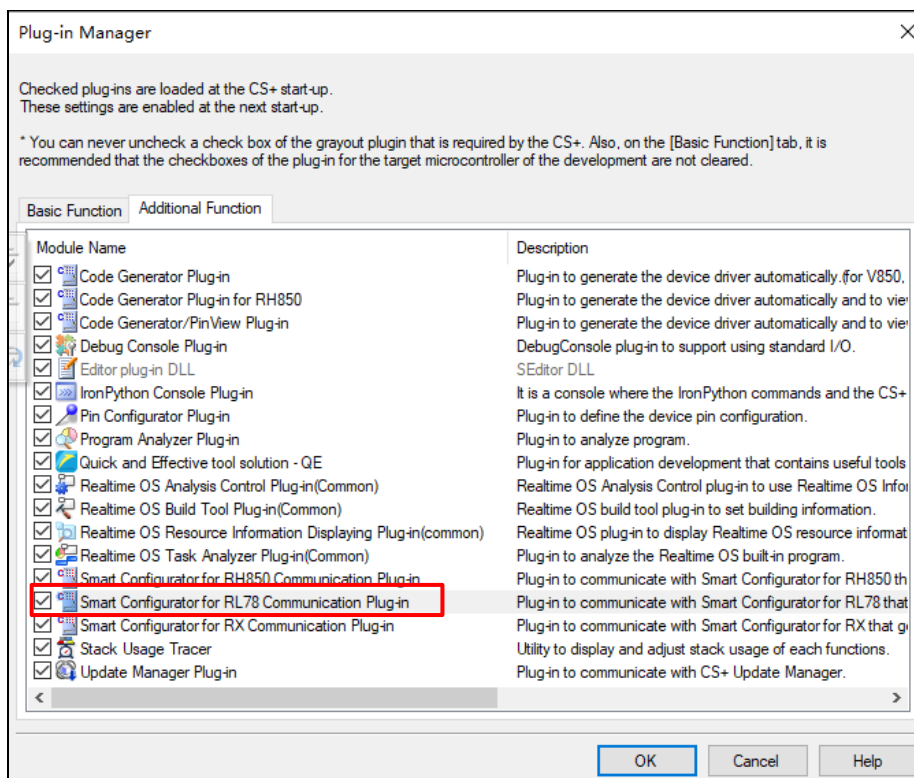 Plug-in Manager
Checked plug-ins are loaded at the CS+ start-up.
These settings are enabled at the next start-up.
* You can never uncheck a check box of the grayout plugin that is required by the CS+. Also, on the [Basic Function] tab, it is
recommended that the checkboxes of the plug-in for the target microcontroller of the development are not cleared.
Basic Function Additional Function
Module Name Description
Code Generator Plug-in Plug-in to generate the device driver automatically.(for V850,
Code Generator Plug-in for RH850 Plug-in to generate the device driver automatically and to vie
Code Generator/PinView Plug-in Plug-in to generate the device driver automatically and to vie
Debug Console Plug-in DebugConsole plug-in to support using standard I/O.
Editor plug-in DLL SEditor DLL
IronPython Console Plug-in It is a console where the IronPython commands and the CS+
Pin Configurator Plug-in Plug-in to define the device pin configuration.
Program Analyzer Plug-in Plug-in to analyze program.
Quick and Effective tool solution - QE Plug-in for application development that contains useful tools
Realtime OS Analysis Control Plug-in(Common) Realtime OS Analysis Control plug-in to use Realtime OS Infor
Realtime OS Build Tool Plug-in(Common) Realtime OS build tool plug-in to set building information.
Realtime OS Resource Information Displaying Plug-in(common) Realtime OS plug-in to display Realtime OS resource informat
Realtime OS Task Analyzer Plug-in(Common) Plug-in to analyze the Realtime OS built-in program.
Smart Configurator for RH850 Communication Plug-in Plug-in to communicate with Smart Configurator for RH850 th
Smart Configurator for RL78 Communication Plug-in Plug-in to communicate with Smart Configurator for RL78 that
Smart Configurator for RX Communication Plug-in Plug-in to communicate with Smart Configurator for RX that g
Stack Usage Tracer Utility to display and adjust stack usage of each functions.
Update Manager Plug-in Plug-in to communicate with CS+ Update Manager.
OK Cancel Help